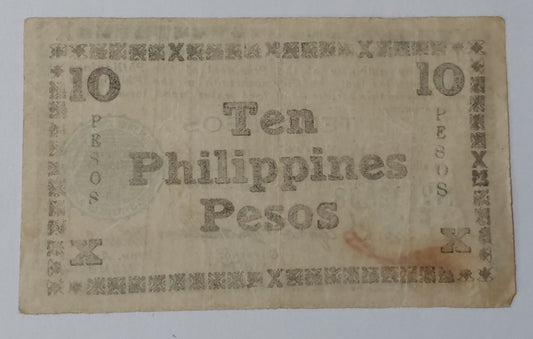 10
10
PESOS
PESOS
Ten
Philippines
Pesos
X
X